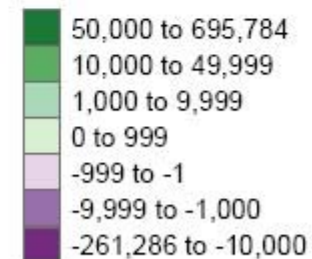 50,000 to 695,784
10,000 to 49,999
1,000 to 9,999
0 to 999
-999 to -1
-9,999 to -1,000
-261,286 to -10,000